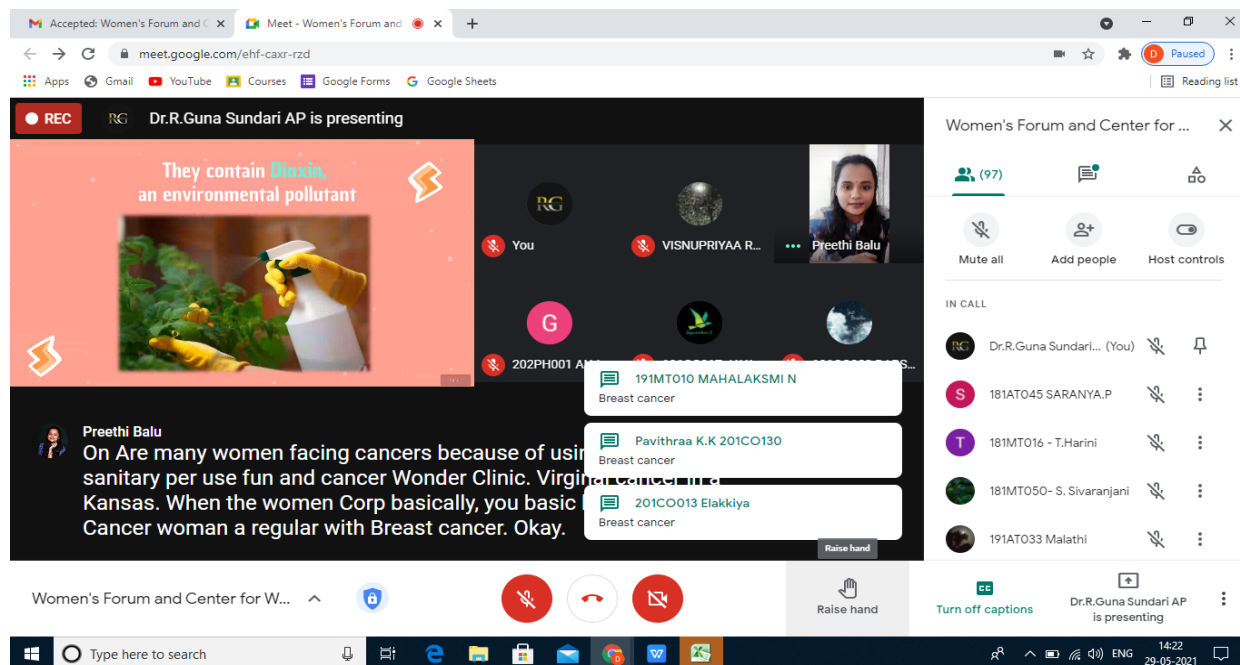 Accepted: Women's Forum and C
Meet - Women's Forum and
meet.google.com/ehf-caxr-rzd
D Paused
Apps Gmail YouTube Courses Google Forms Google Sheets
Reading list
REC
RG
Dr.R.Guna Sundari AP is presenting
They contain Dioxin,
an environmental pollutant
RG
You
VISNUPRIYAA R...
Preethi Balu
G
202PH001 A
S...
191MT010 MAHALAKSMI N
Breast cancer
Pavithraa K.K 201CO130
Breast cancer
201CO013 Elakkiya
Breast cancer
Preethi Balu
On Are many women facing cancers because of usin
sanitary per use fun and cancer Wonder Clinic. Virginal cancer in a
Kansas. When the women Corp basically, you basic
Cancer woman a regular with Breast cancer. Okay.
Raise hand
Women's Forum and Center for ...
(97)
Mute all Add people Host controls
IN CALL
RG Dr.R.Guna Sundari... (You)
S 181AT045 SARANYA.P
T 181MT016 - T.Harini
181MT050- S. Sivaranjani
191AT033 Malathi
Women's Forum and Center for W...
Raise hand
Turn off captions
Dr.R.Guna Sundari AP
is presenting
Type here to search
ENG
14:22
29-05-2021